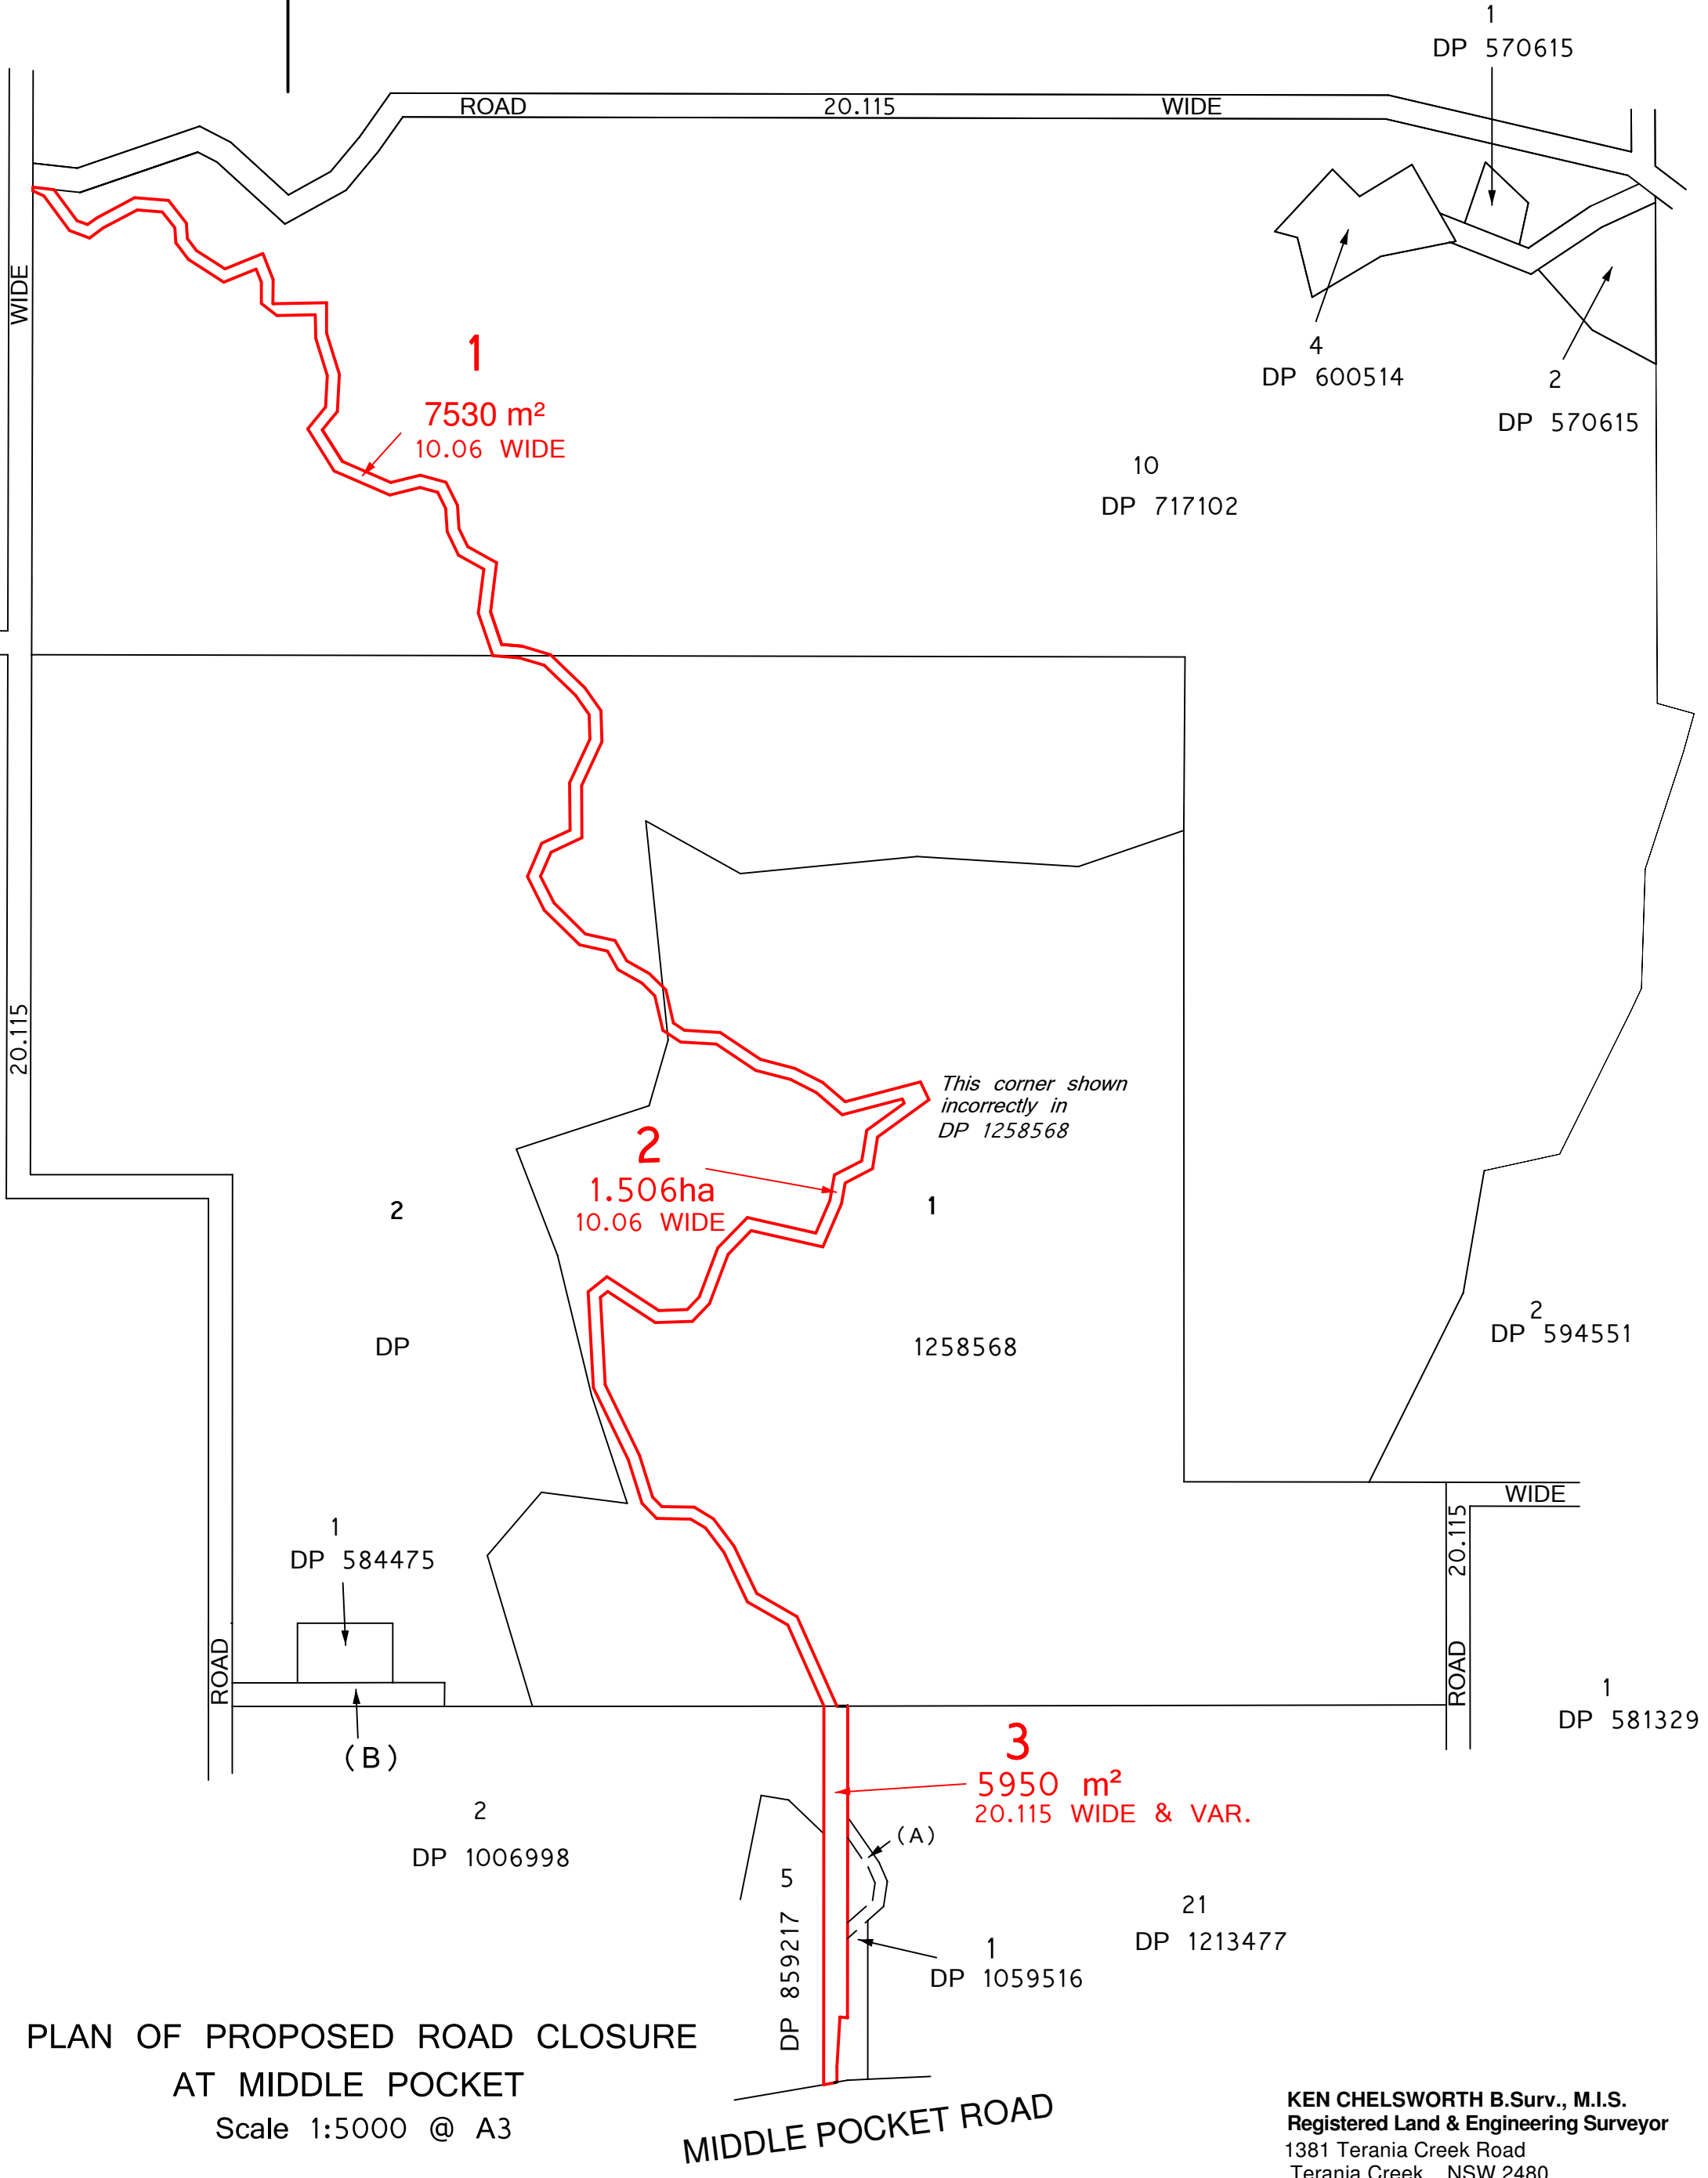 1
DP 570615
ROAD 20.115 WIDE
WIDE
1
7530 m²
10.06 WIDE
4
DP 600514
2
DP 570615
10
DP 717102
20.115
This corner shown
incorrectly in
DP 1258568
2
1.506ha
10.06 WIDE
2
1
DP 1258568
2
DP 594551
WIDE
20.115
ROAD
1
DP 584475
ROAD
(B)
1
DP 581329
3
5950 m²
20.115 WIDE & VAR.
2
DP 1006998
(A)
5
DP 859217
21
DP 1213477
1
DP 1059516
PLAN OF PROPOSED ROAD CLOSURE
AT MIDDLE POCKET
Scale 1:5000 @ A3
MIDDLE POCKET ROAD
KEN CHELSWORTH B.Surv., M.I.S.
Registered Land & Engineering Surveyor
1381 Terania Creek Road
Terania Creek NSW 2480